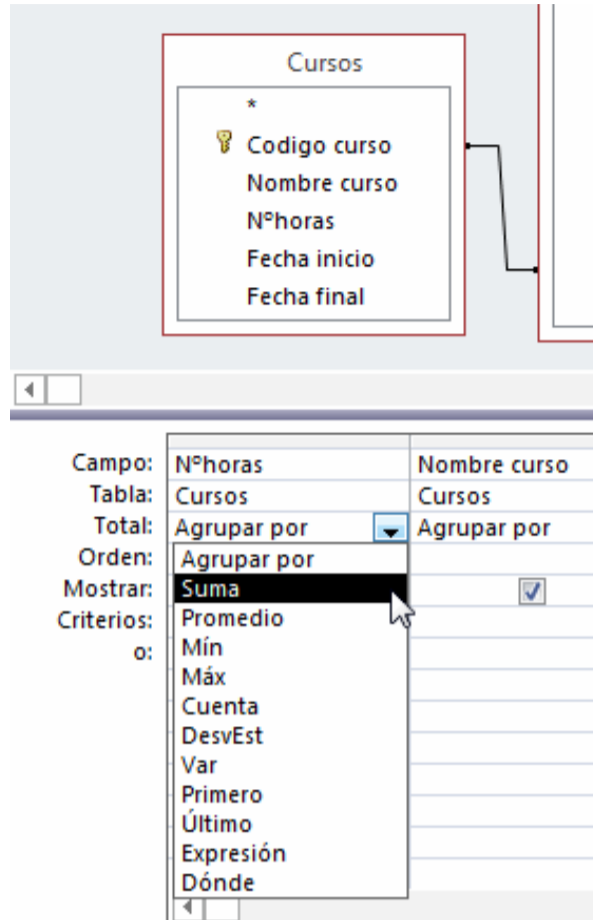 Cursos
*
Codigo curso
Nombre curso
Nºhoras
Fecha inicio
Fecha final
Campo: Nºhoras Nombre curso
Tabla: Cursos Cursos
Total: Agrupar por Agrupar por
Orden: Agrupar por
Mostrar: Suma
Criterios: Promedio
o: Mín
Máx
Cuenta
DesvEst
Var
Primero
Último
Expresión
Dónde